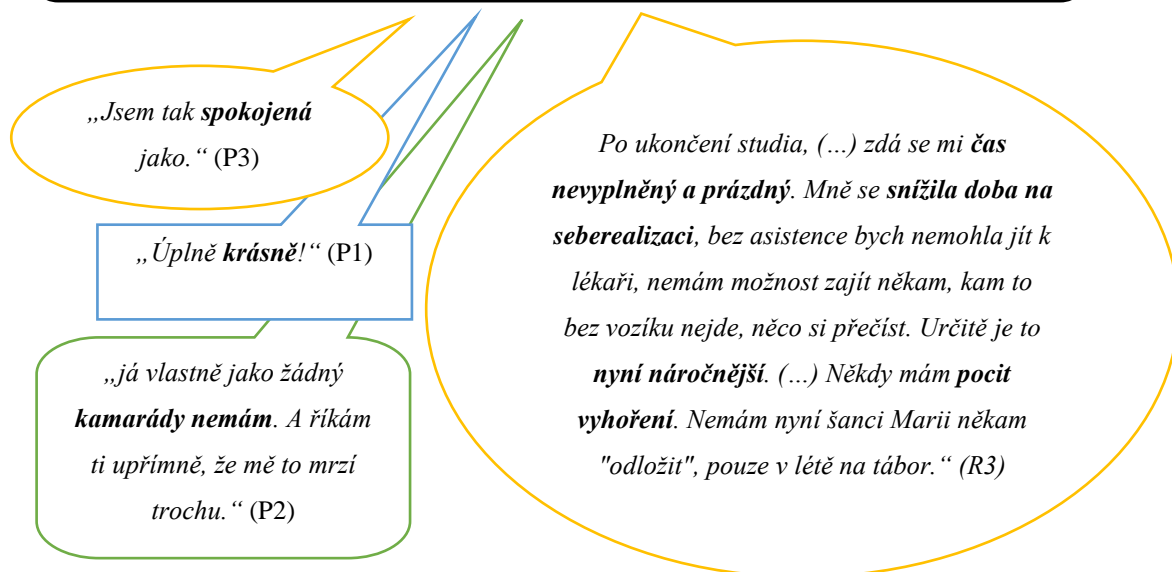 „Jsem tak spokojená
jako.“ (P3)
„Úplně krásně!“ (P1)
„já vlastně jako žádný
kamarády nemám. A říkám
ti upřímně, že mě to mrzí
trochu.“ (P2)
Po ukončení studia, (…) zdá se mi čas
nevyplněný a prázdný. Mně se snížila doba na
seberealizaci, bez asistence bych nemohla jít k
lékaři, nemám možnost zajít někam, kam to
bez vozíku nejde, něco si přečíst. Určitě je to
nyní náročnější. (…) Někdy mám pocit
vyhoření. Nemám nyní šanci Marii někam
"odložit", pouze v létě na tábor.“ (R3)